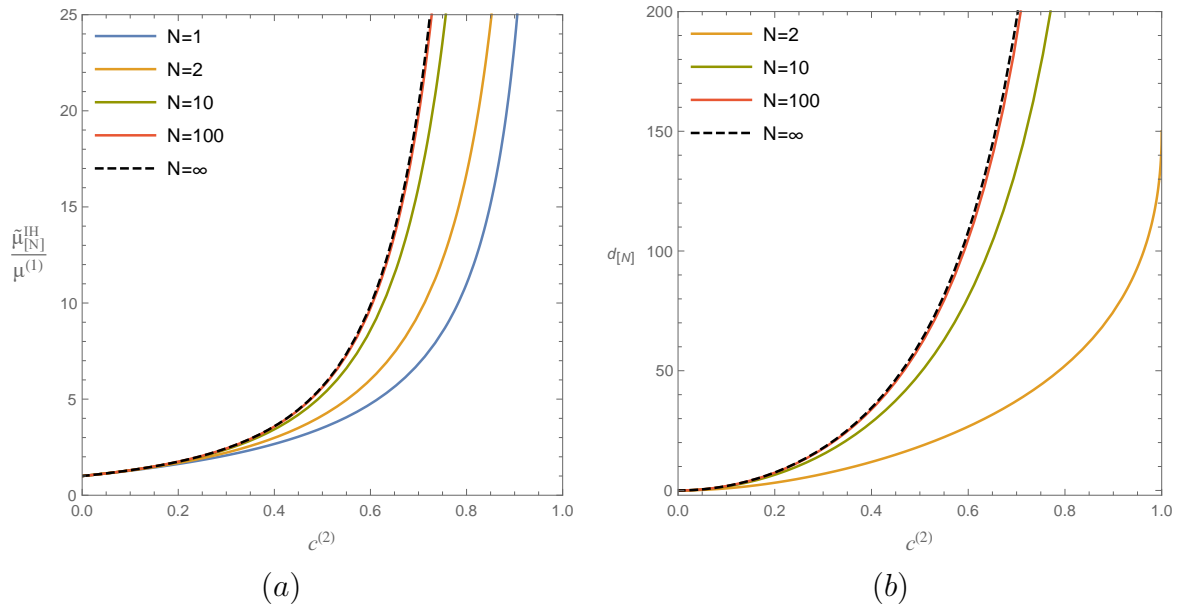 25
20
15
10
5
0
N=1
N=2
N=10
N=100
N=∞
μ̃^{IH}_{[N]}
μ^{(1)}
0.0 0.2 0.4 0.6 0.8 1.0
c^{(2)}
(a)
200
150
100
50
0
N=2
N=10
N=100
N=∞
d_{[N]}
0.0 0.2 0.4 0.6 0.8 1.0
c^{(2)}
(b)